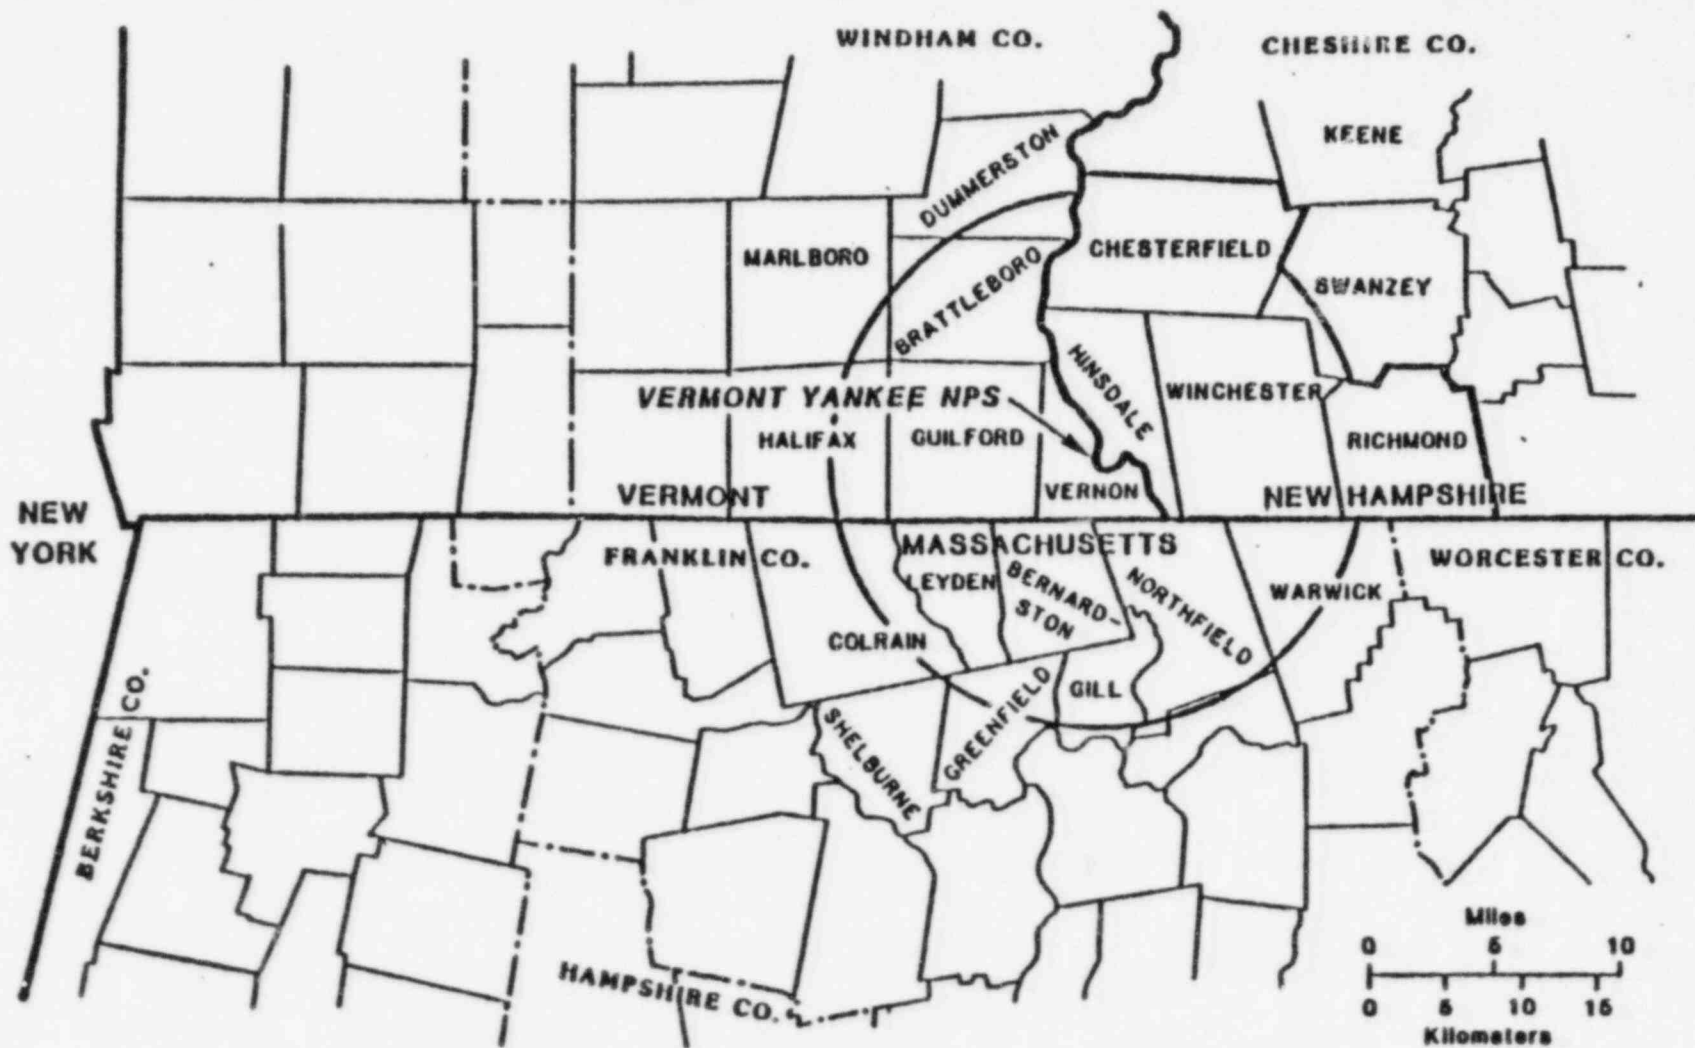 WINDHAM CO.
CHESHIRE CO.
KEENE
DUMMERSTON
MARLBORO
BRATTLEBORO
CHESTERFIELD
SWANZEY
HINSDALE
VERMONT YANKEE NPS
WINCHESTER
HALIFAX
GUILFORD
RICHMOND
VERNON
VERMONT
NEW HAMPSHIRE
NEW
YORK
FRANKLIN CO.
MASSACHUSETTS
WORCESTER CO.
LEYDEN
BERNARD-
STON
NORTHFIELD
WARWICK
COLRAIN
GILL
GREENFIELD
SHELBURNE
BERKSHIRE CO.
HAMPSHIRE CO.
Miles
0 5 10
0 5 10 15
Kilometers